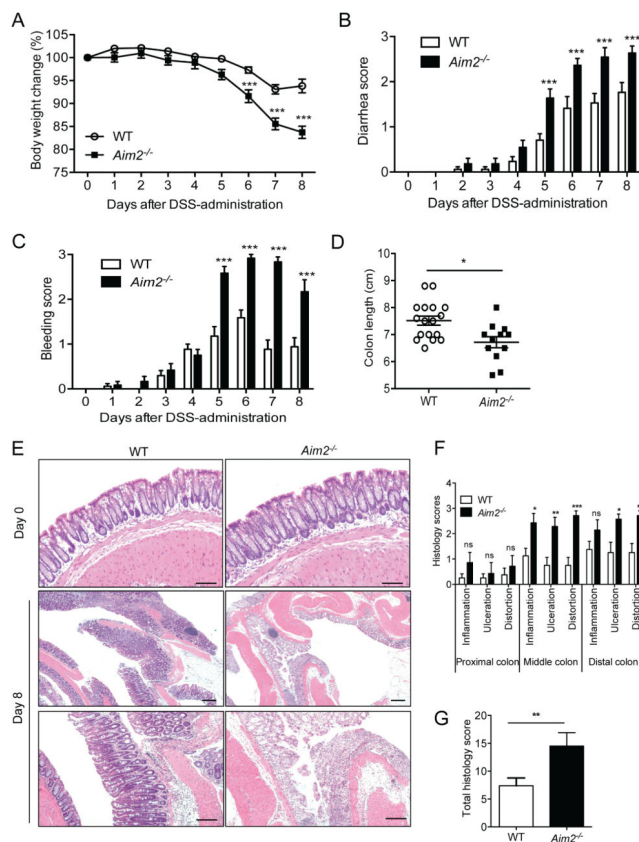 A
Body weight change (%)
105
100
95
90
85
80
75
WT
Aim2-/-
***
***
***
0 1 2 3 4 5 6 7 8
Days after DSS-administration
B
Diarrhea score
3
2
1
0
WT
Aim2-/-
***
***
***
***
0 1 2 3 4 5 6 7 8
Days after DSS-administration
C
Bleeding score
3
2
1
0
WT
Aim2-/-
***
***
***
***
0 1 2 3 4 5 6 7 8
Days after DSS-administration
D
Colon length (cm)
10
9
8
7
6
5
*
WT
Aim2-/-
E
WT
Aim2-/-
Day 0
Day 8
F
Histology scores
4
3
2
1
0
WT
Aim2-/-
ns
ns
ns
*
**
***
ns
*
Inflammation
Ulceration
Distortion
Inflammation
Ulceration
Distortion
Inflammation
Ulceration
Proximal colon
Middle colon
Distal colon
G
Total histology score
20
15
10
5
0
**
WT
Aim2-/-